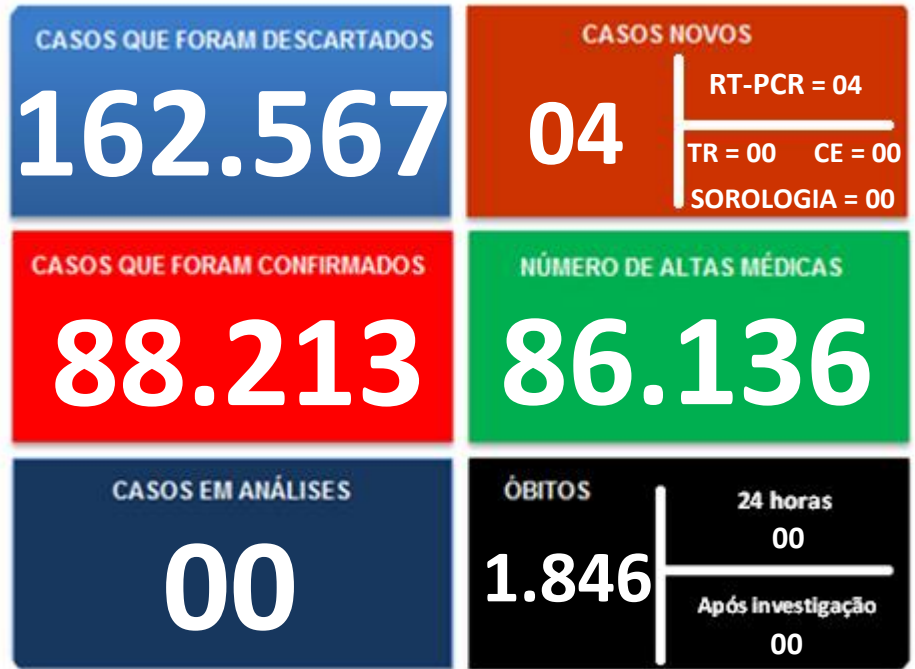 CASOS QUE FORAM DESCARTADOS
162.567
CASOS NOVOS
04
RT-PCR = 04
TR = 00 CE = 00
SOROLOGIA = 00
CASOS QUE FORAM CONFIRMADOS
88.213
NÚMERO DE ALTAS MÉDICAS
86.136
CASOS EM ANÁLISES
00
ÓBITOS
1.846
24 horas
00
Após investigação
00